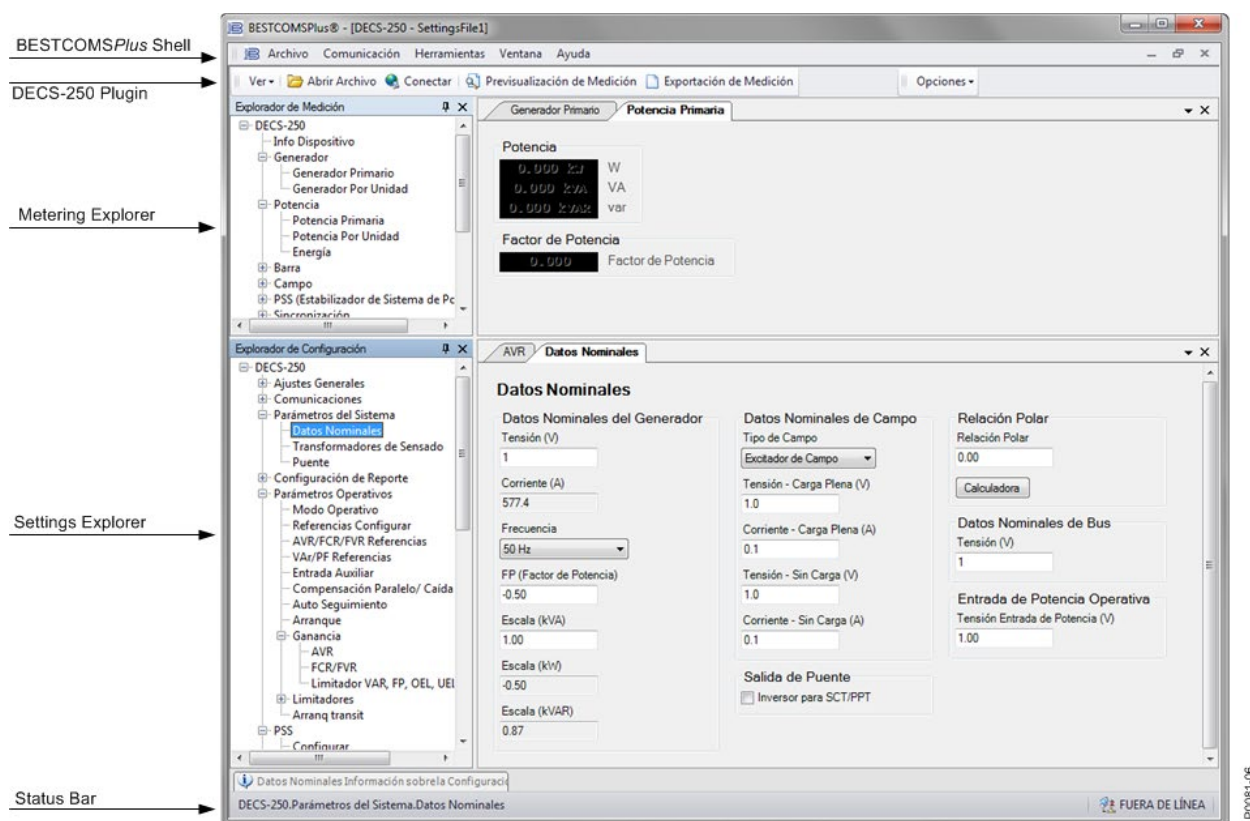 BESTCOMSPlus Shell
DECS-250 Plugin
Metering Explorer
Settings Explorer
Status Bar
BESTCOMSPlus® - [DECS-250 - SettingsFile1]
Archivo Comunicación Herramientas Ventana Ayuda
Ver Abrir Archivo Conectar Previsualización de Medición Exportación de Medición Opciones
Explorador de Medición
DECS-250
Info Dispositivo
Generador
Generador Primario
Generador Por Unidad
Potencia
Potencia Primaria
Potencia Por Unidad
Energía
Barra
Campo
PSS (Estabilizador de Sistema de Pc
Sincronización
Generador Primario Potencia Primaria
Potencia
0.000 kW W
0.000 kVA VA
0.000 kVAR var
Factor de Potencia
0.000 Factor de Potencia
Explorador de Configuración
DECS-250
Ajustes Generales
Comunicaciones
Parámetros del Sistema
Datos Nominales
Transformadores de Sensado
Puente
Configuración de Reporte
Parámetros Operativos
Modo Operativo
Referencias Configurar
AVR/FCR/FVR Referencias
VAr/PF Referencias
Entrada Auxiliar
Compensación Paralelo/ Caída
Auto Seguimiento
Arranque
Ganancia
AVR
FCR/FVR
Limitador VAR, FP, OEL, UEL
Limitadores
Arranq transit
PSS
Configurar
AVR Datos Nominales
Datos Nominales
Datos Nominales del Generador
Tensión (V)
1
Corriente (A)
577.4
Frecuencia
50 Hz
FP (Factor de Potencia)
-0.50
Escala (kVA)
1.00
Escala (kW)
-0.50
Escala (kVAR)
0.87
Datos Nominales de Campo
Tipo de Campo
Excitador de Campo
Tensión - Carga Plena (V)
1.0
Corriente - Carga Plena (A)
0.1
Tensión - Sin Carga (V)
1.0
Corriente - Sin Carga (A)
0.1
Salida de Puente
Inversor para SCT/PPT
Relación Polar
Relación Polar
0.00
Calculadora
Datos Nominales de Bus
Tensión (V)
1
Entrada de Potencia Operativa
Tensión Entrada de Potencia (V)
1.00
Datos Nominales Información sobrela Configuració
DECS-250.Parámetros del Sistema.Datos Nominales
FUERA DE LÍNEA
P0081-06